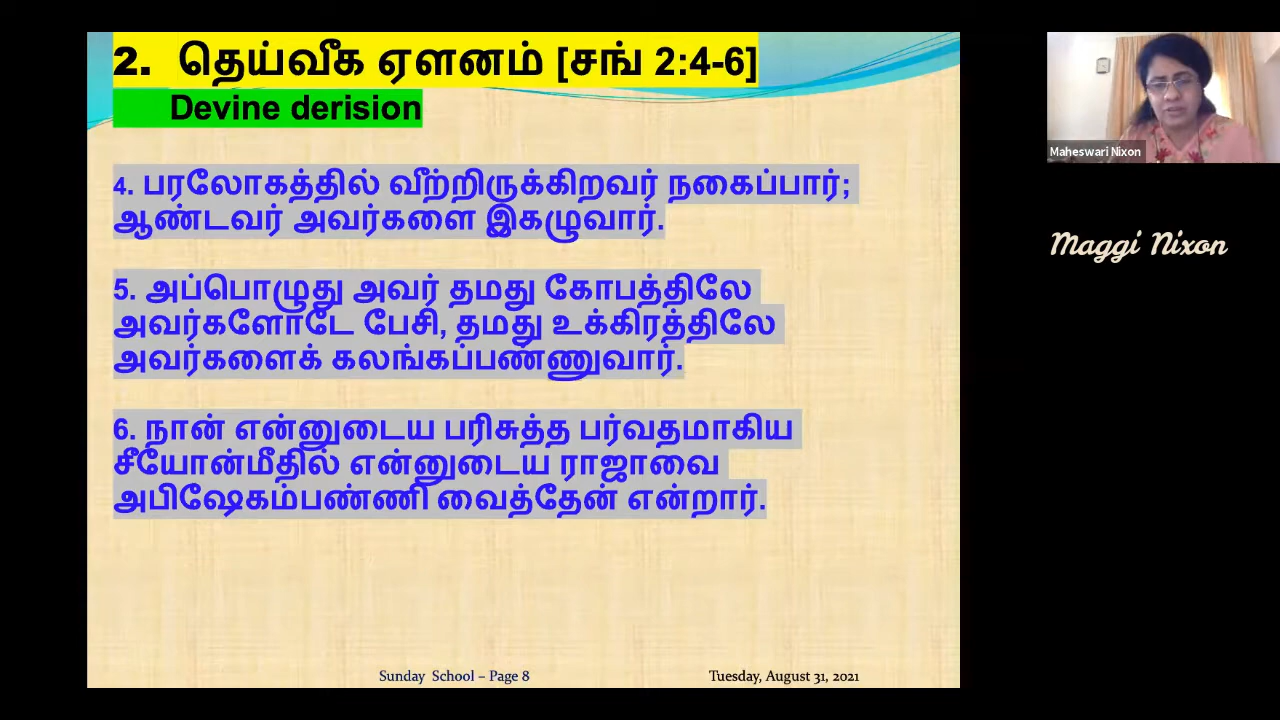 2. தெய்வீக ஏளனம் [சங் 2:4-6]
Devine derision
4. பரலோகத்தில் வீற்றிருக்கிறவர் நகைப்பார்;
ஆண்டவர் அவர்களை இகழுவார்.
5. அப்பொழுது அவர் தமது கோபத்திலே
அவர்களோடே பேசி, தமது உக்கிரத்திலே
அவர்களைக் கலங்கப்பண்ணுவார்.
6. நான் என்னுடைய பரிசுத்த பர்வதமாகிய
சீயோன்மீதில் என்னுடைய ராஜாவை
அபிஷேகம்பண்ணி வைத்தேன் என்றார்.
Sunday School – Page 8
Tuesday, August 31, 2021
Maheswari Nixon
Maggi Nixon